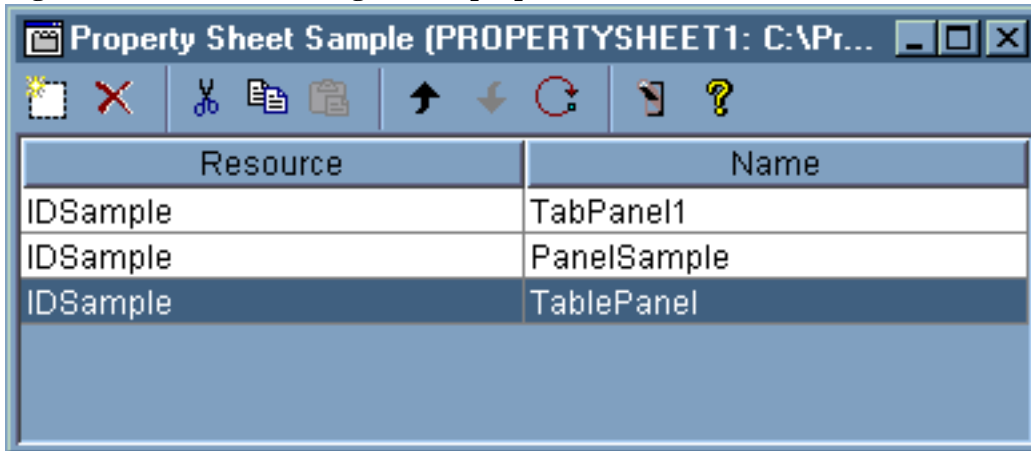 Property Sheet Sample (PROPERTYSHEET1: C:\Pr...
Resource Name
IDSample TabPanel1
IDSample PanelSample
IDSample TablePanel